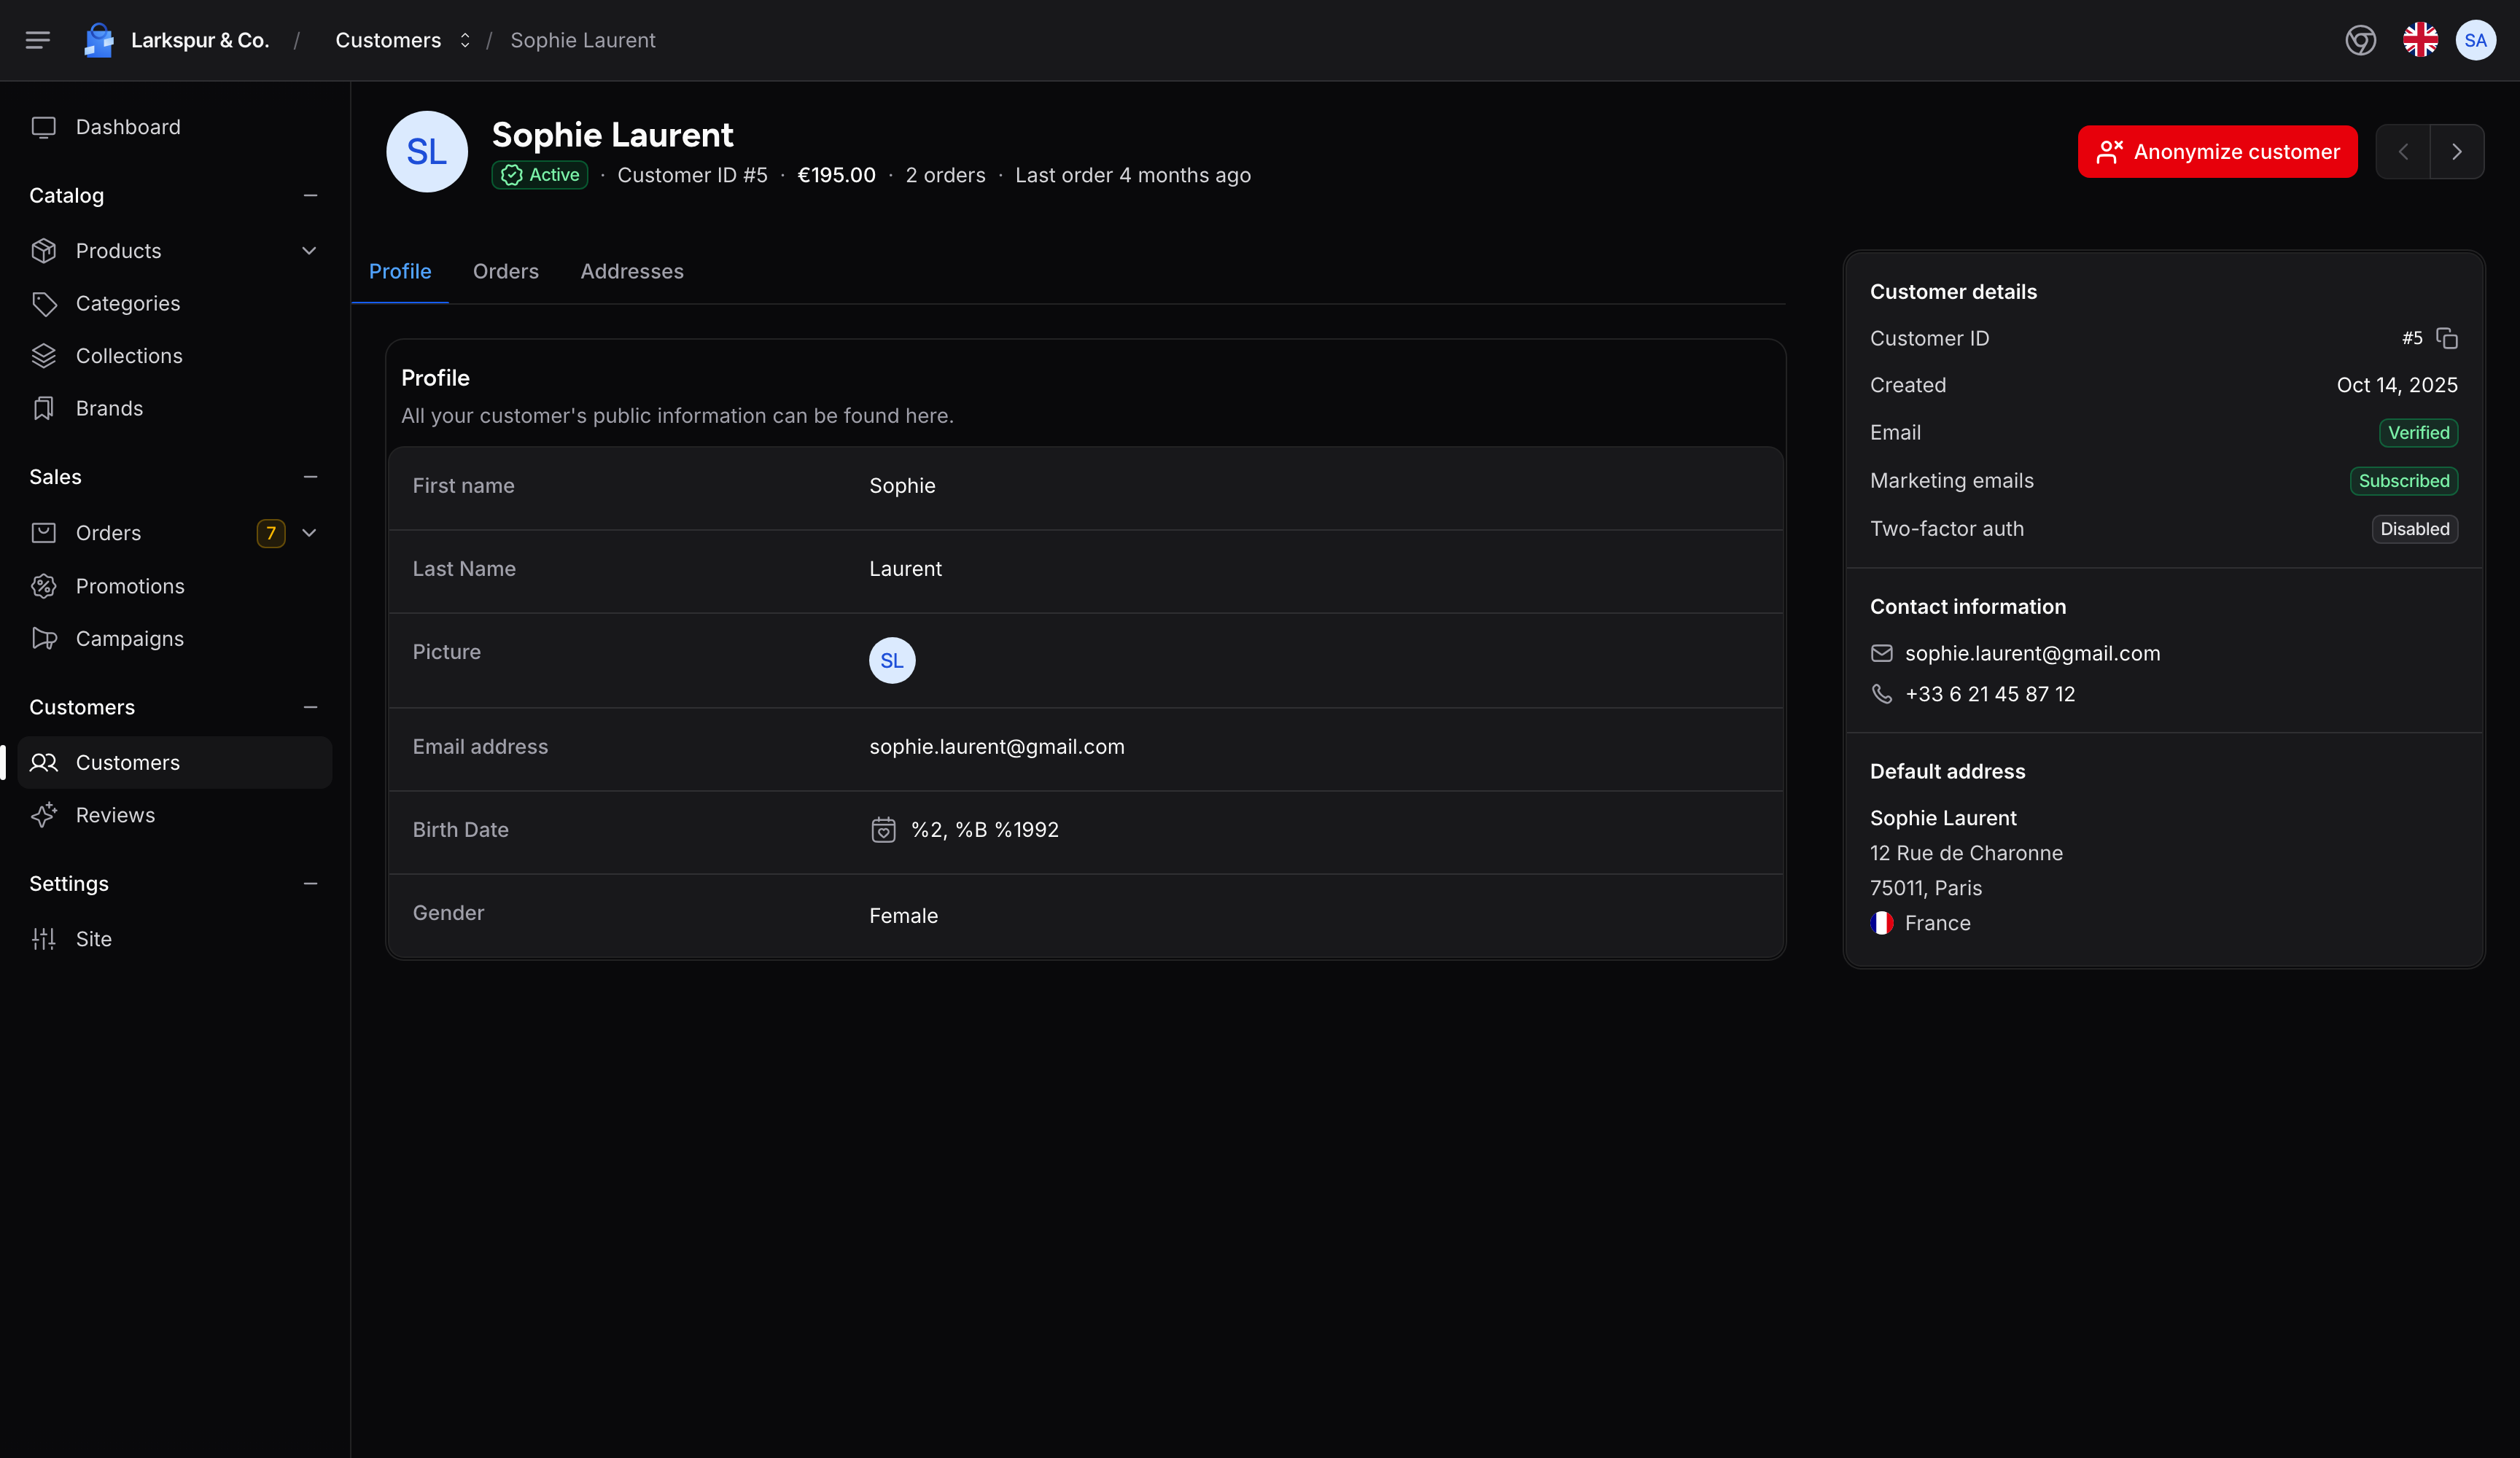 Larkspur & Co. / Customers / Sophie Laurent
SA
Dashboard
Catalog
Products
Categories
Collections
Brands
Sales
Orders 7
Promotions
Campaigns
Customers
Customers
Reviews
Settings
Site
SL
Sophie Laurent
Active · Customer ID #5 · €195.00 · 2 orders · Last order 4 months ago
Anonymize customer
Profile Orders Addresses
Profile
All your customer's public information can be found here.
First name Sophie
Last Name Laurent
Picture SL
Email address sophie.laurent@gmail.com
Birth Date %2, %B %1992
Gender Female
Customer details
Customer ID #5
Created Oct 14, 2025
Email Verified
Marketing emails Subscribed
Two-factor auth Disabled
Contact information
sophie.laurent@gmail.com
+33 6 21 45 87 12
Default address
Sophie Laurent
12 Rue de Charonne
75011, Paris
France